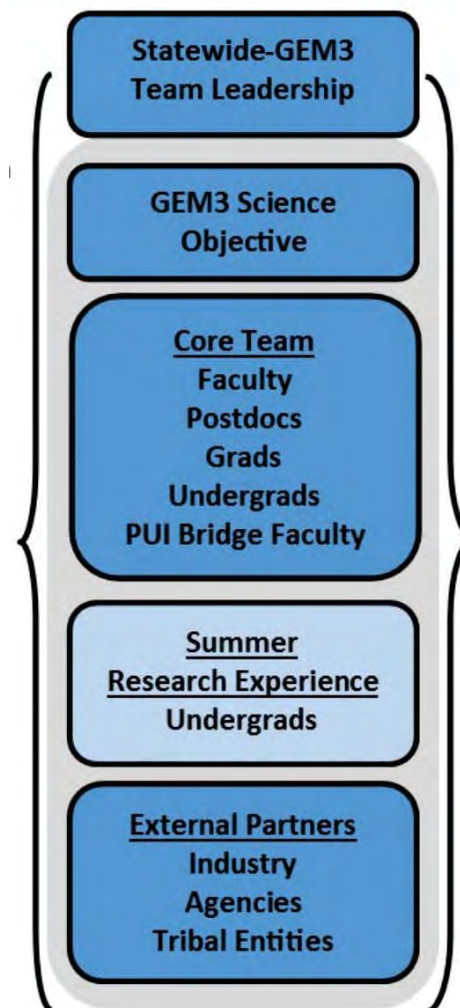 Statewide-GEM3
Team Leadership
GEM3 Science
Objective
Core Team
Faculty
Postdocs
Grads
Undergrads
PUI Bridge Faculty
Summer
Research Experience
Undergrads
External Partners
Industry
Agencies
Tribal Entities